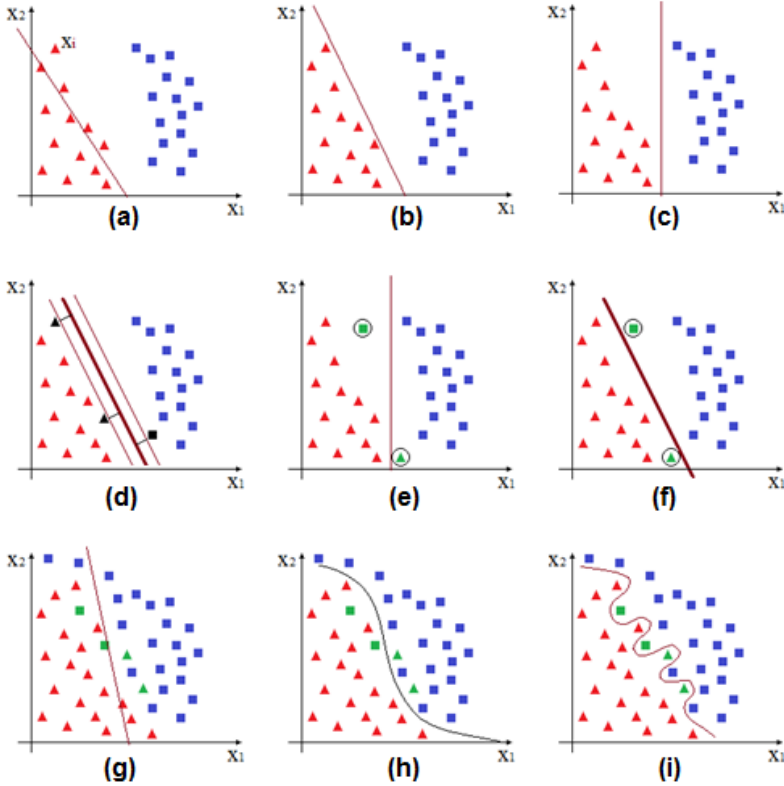 X2 X2 X2
Xi
X1 X1 X1
(a) (b) (c)
X2 X2 X2
X1 X1 X1
(d) (e) (f)
X2 X2 X2
X1 X1 X1
(g) (h) (i)